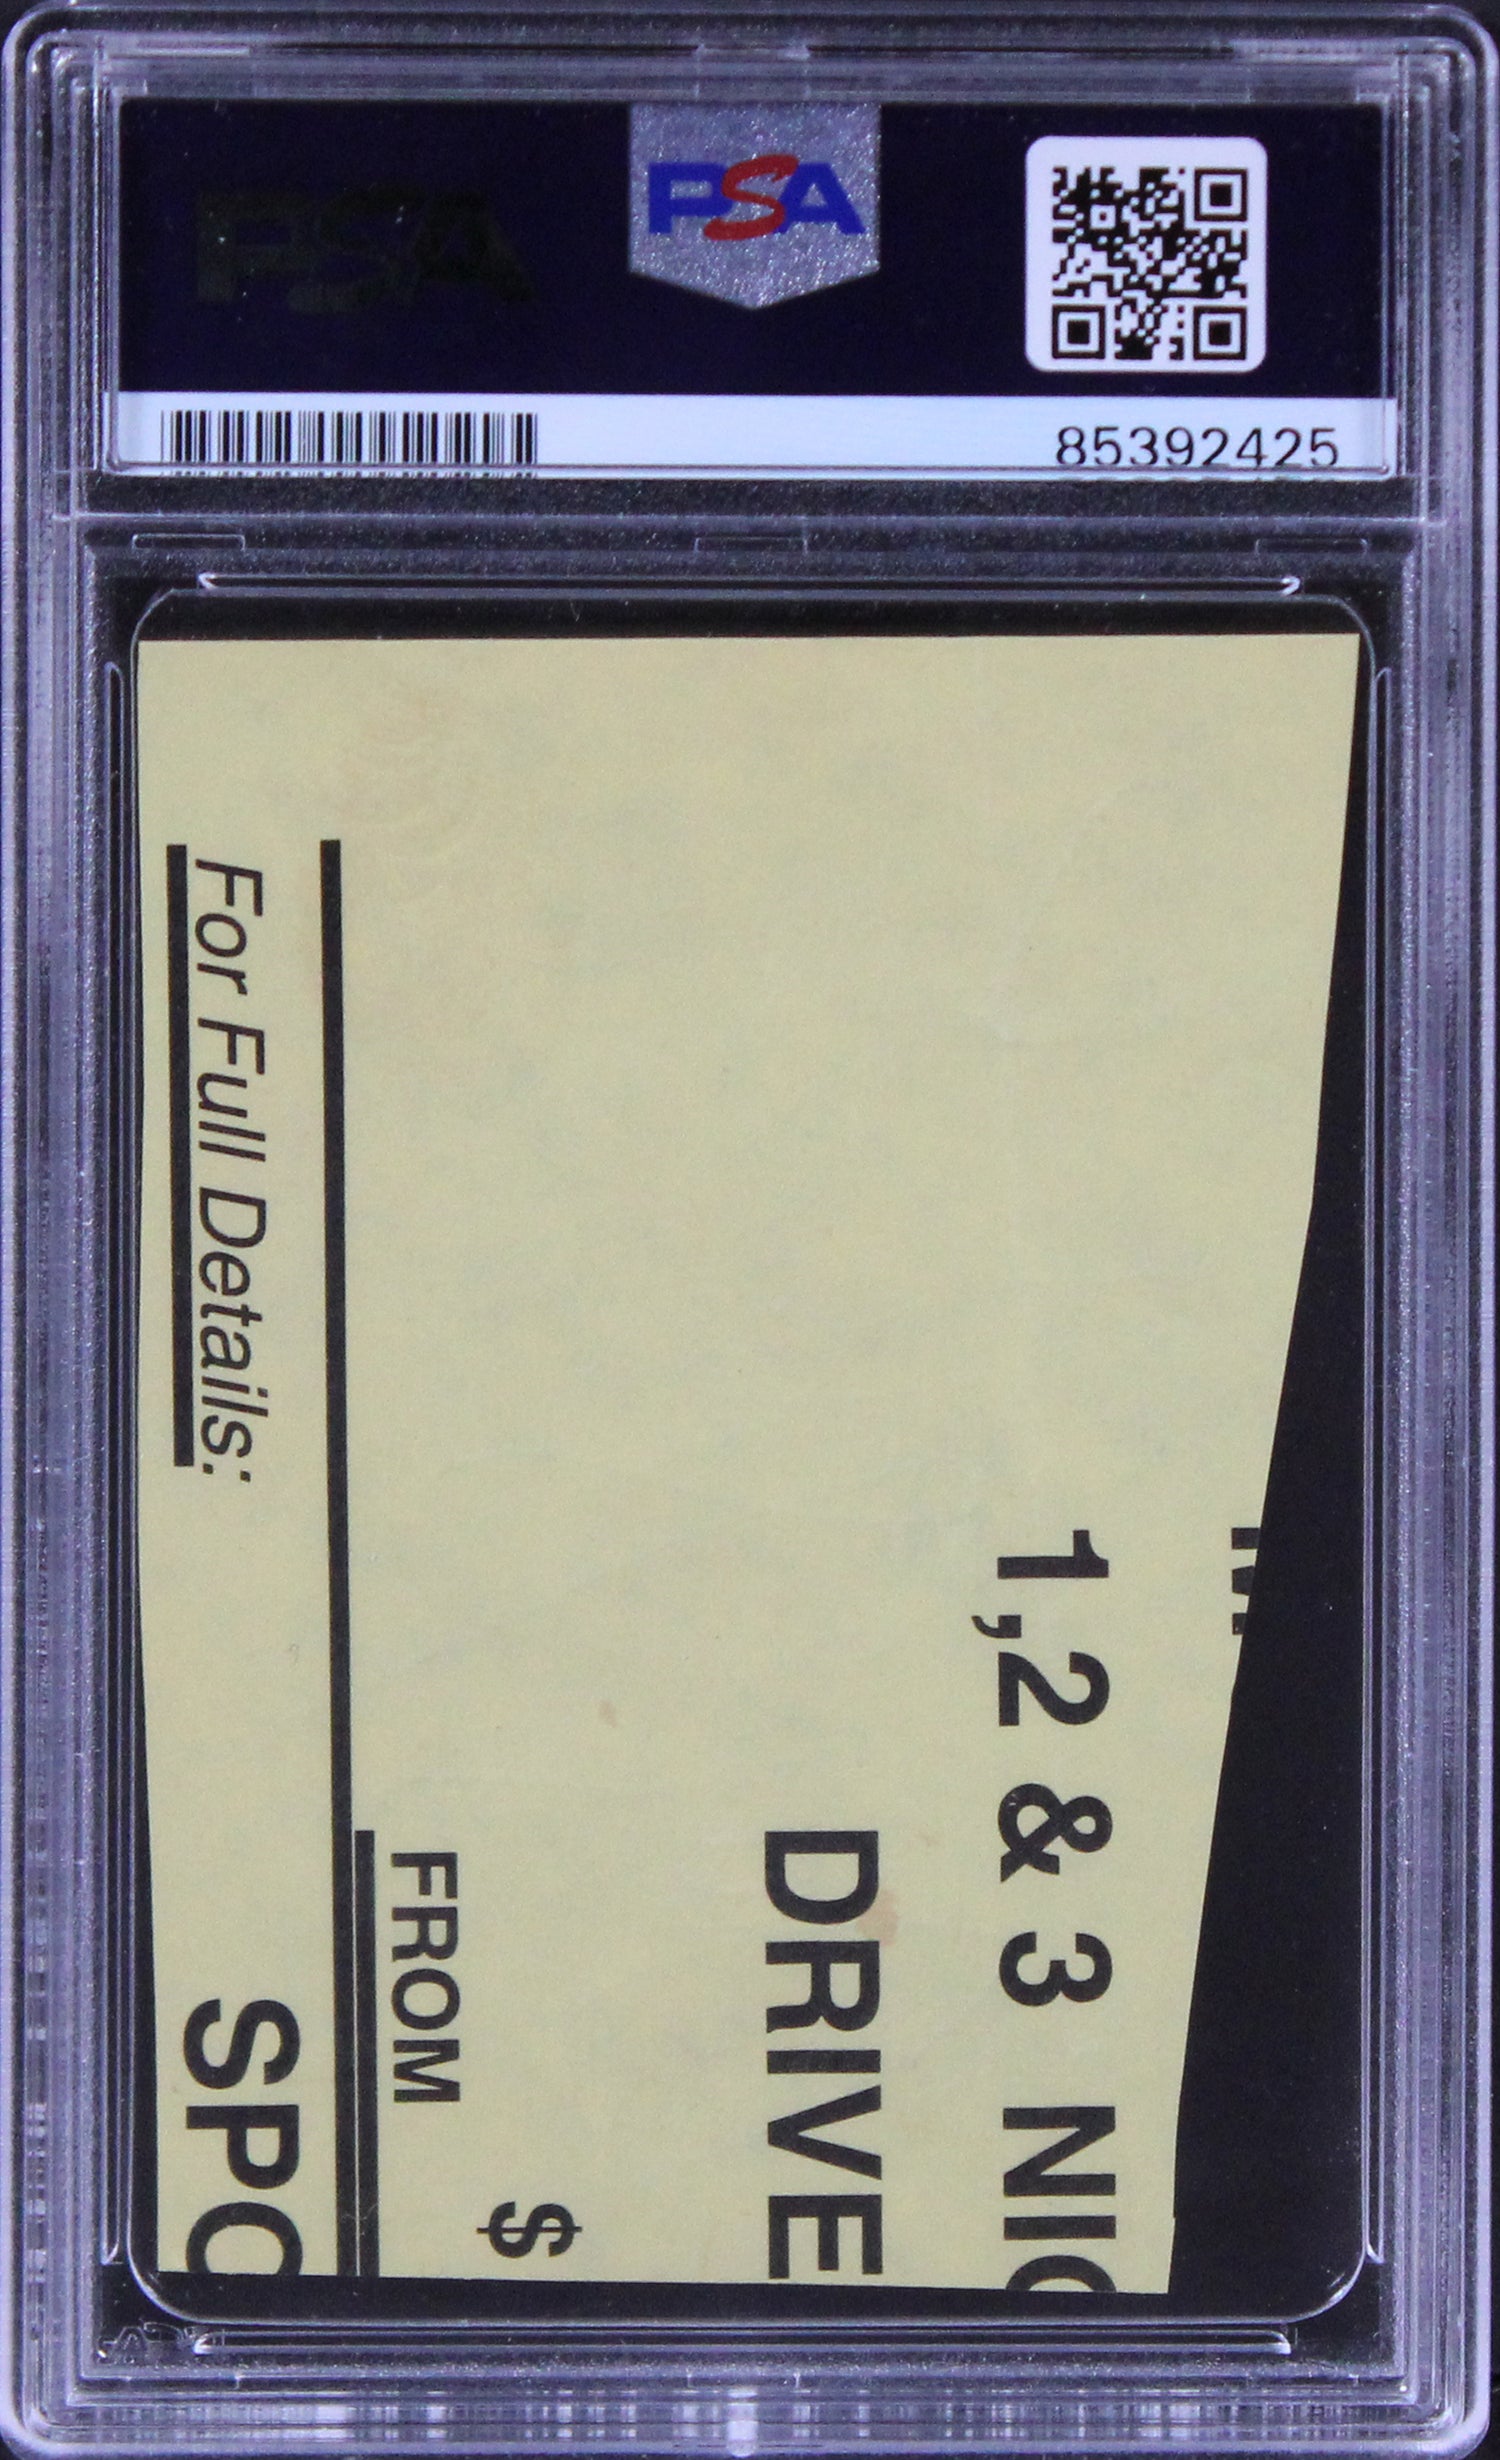 PSA
PSA
85392425
1,2 & 3 NIG
DRIVE
$
FROM
For Full Details:
SPO